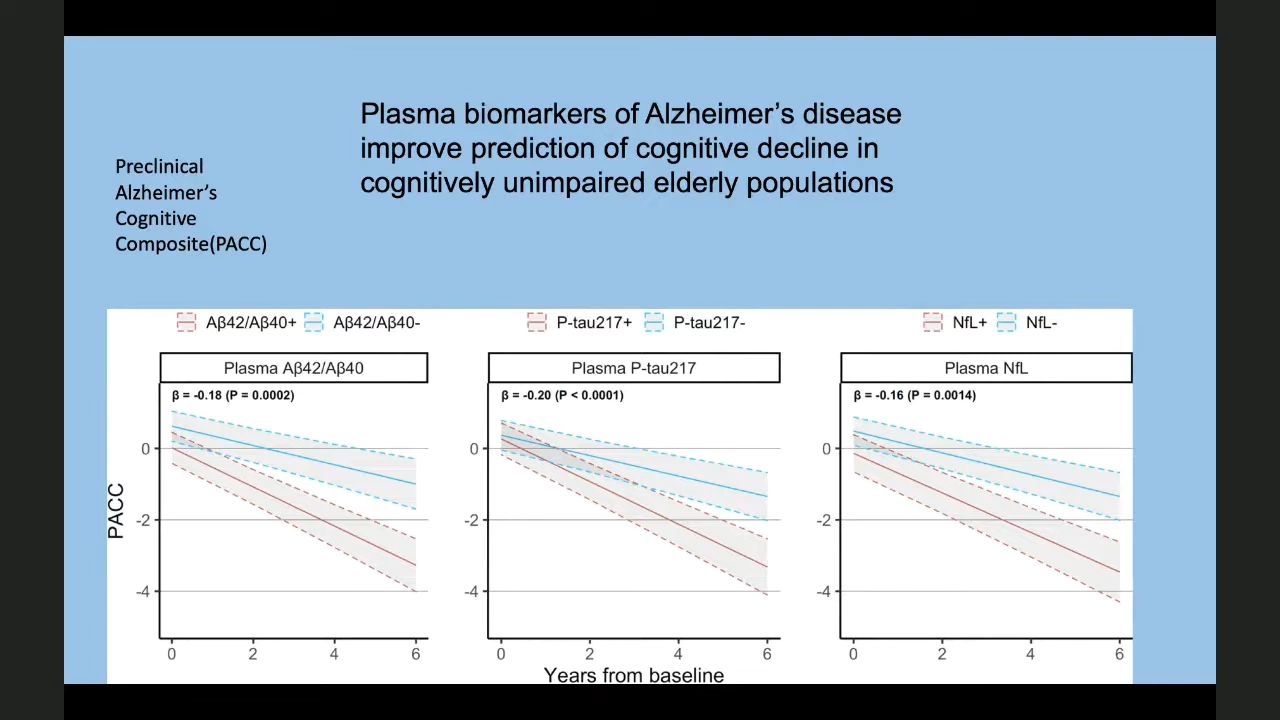 Plasma biomarkers of Alzheimer’s disease
improve prediction of cognitive decline in
cognitively unimpaired elderly populations
Preclinical
Alzheimer’s
Cognitive
Composite(PACC)
Aβ42/Aβ40+ Aβ42/Aβ40-
Plasma Aβ42/Aβ40
β = -0.18 (P = 0.0002)
P-tau217+ P-tau217-
Plasma P-tau217
β = -0.20 (P < 0.0001)
NfL+ NfL-
Plasma NfL
β = -0.16 (P = 0.0014)
PACC
0
-2
-4
0 2 4 6
0
-2
-4
0 2 4 6
0
-2
-4
0 2 4 6
Years from baseline